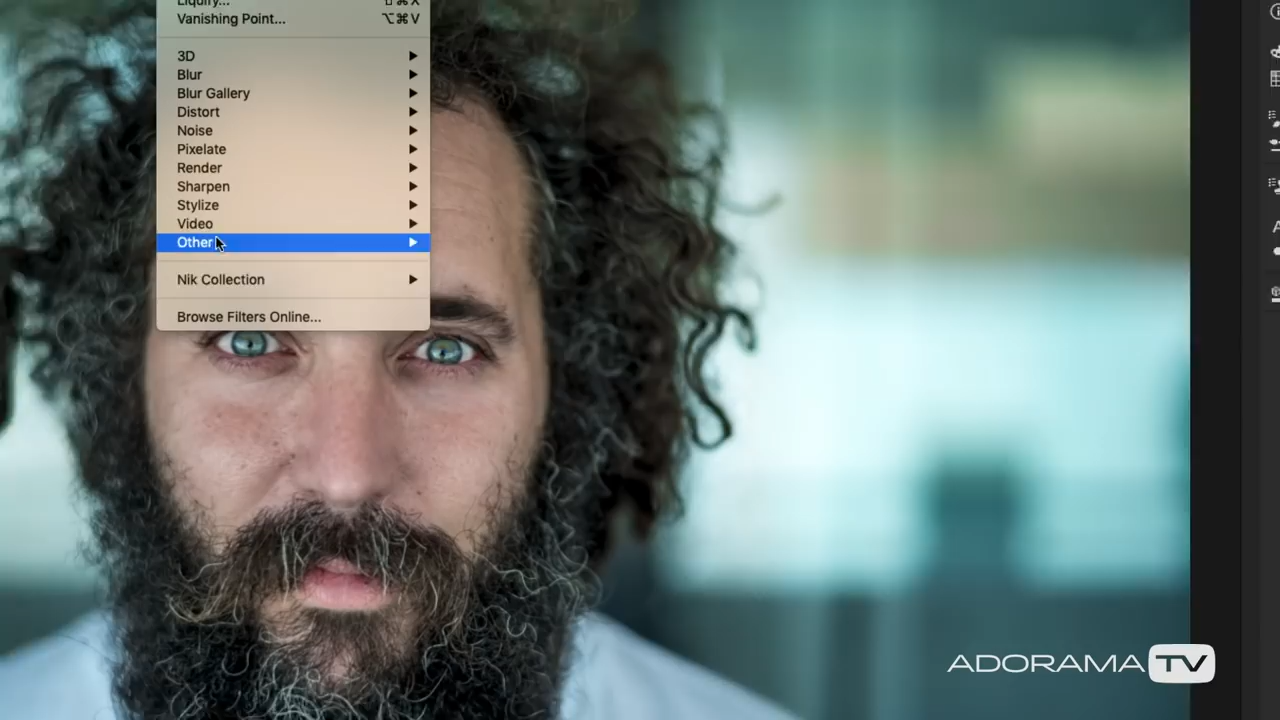 Liquify... ⇧⌘X
Vanishing Point... ⌥⌘V
3D
Blur
Blur Gallery
Distort
Noise
Pixelate
Render
Sharpen
Stylize
Video
Other
Nik Collection
Browse Filters Online...
ADORAMA TV